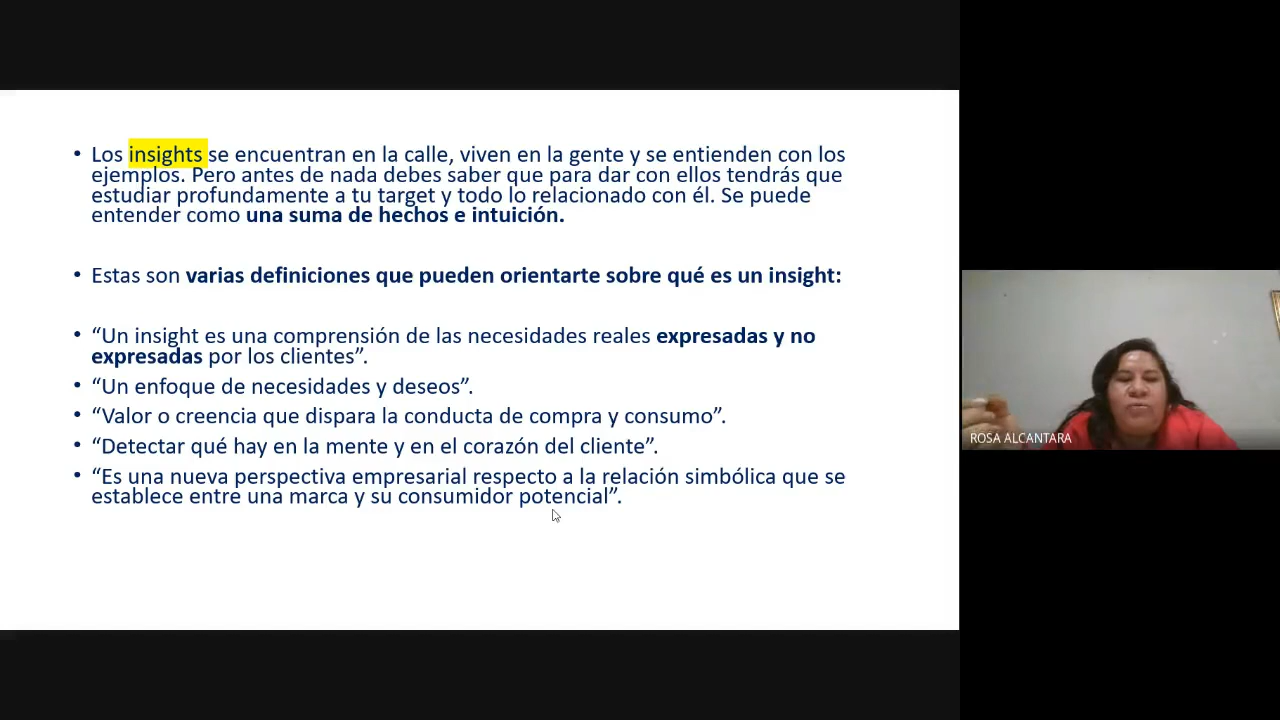 • Los insights se encuentran en la calle, viven en la gente y se entienden con los
ejemplos. Pero antes de nada debes saber que para dar con ellos tendrás que
estudiar profundamente a tu target y todo lo relacionado con él. Se puede
entender como una suma de hechos e intuición.
• Estas son varias definiciones que pueden orientarte sobre qué es un insight:
• “Un insight es una comprensión de las necesidades reales expresadas y no
expresadas por los clientes”.
• “Un enfoque de necesidades y deseos”.
• “Valor o creencia que dispara la conducta de compra y consumo”.
• “Detectar qué hay en la mente y en el corazón del cliente”.
• “Es una nueva perspectiva empresarial respecto a la relación simbólica que se
establece entre una marca y su consumidor potencial”.
ROSA ALCANTARA